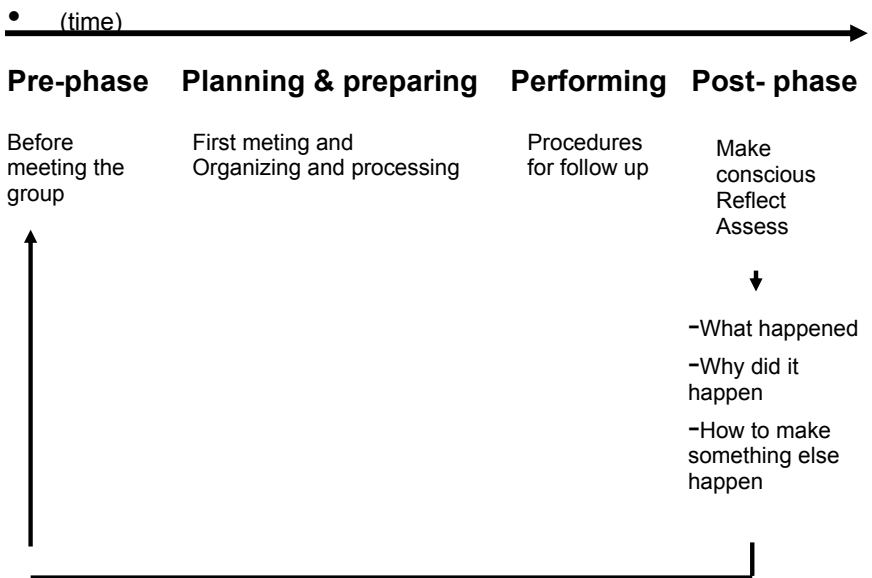 • (time)
Pre-phase Planning & preparing Performing Post- phase
Before
meeting the
group
First meting and
Organizing and processing
Procedures
for follow up
Make
conscious
Reflect
Assess
-What happened
-Why did it
happen
-How to make
something else
happen